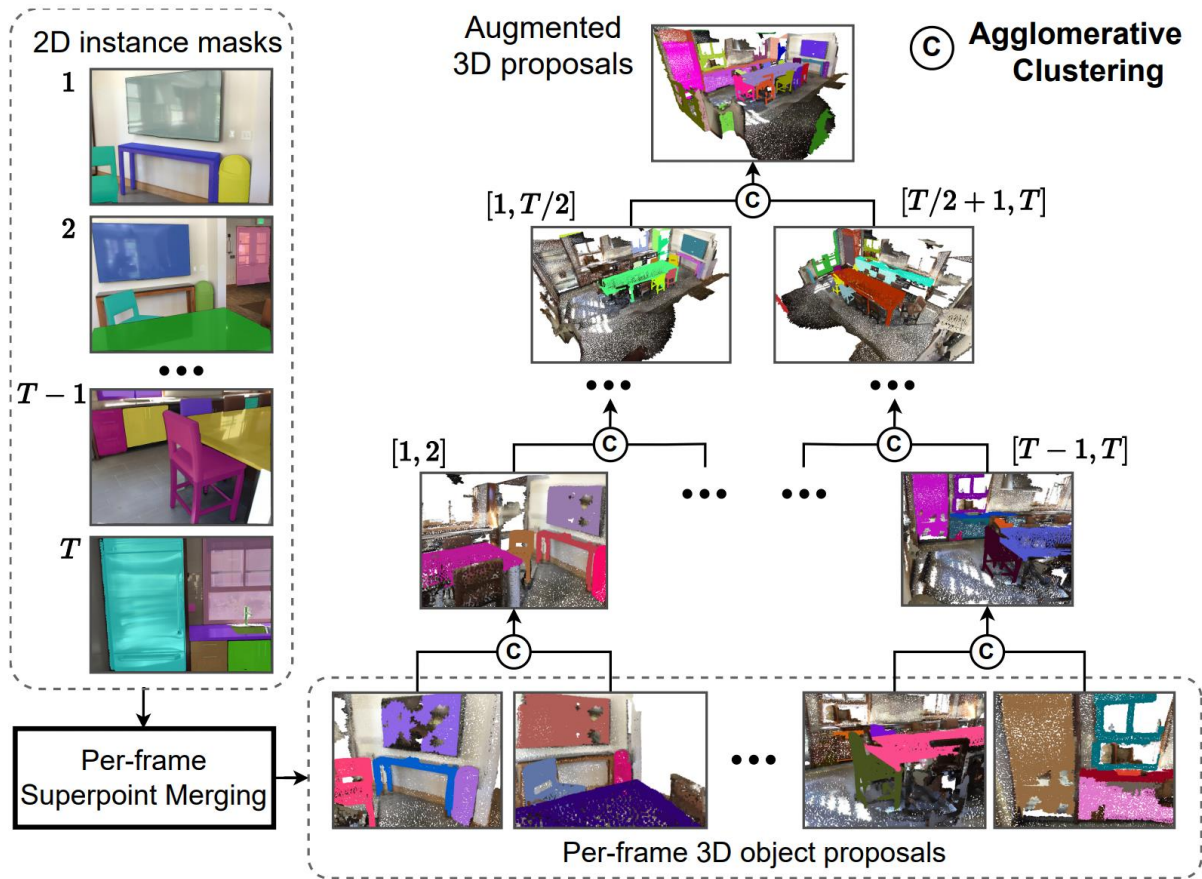 2D instance masks
1
2
•••
T − 1
T
Per-frame
Superpoint Merging
Augmented
3D proposals
C Agglomerative
Clustering
C
[1, T/2]
[T/2 + 1, T]
•••
•••
C
C
[1, 2]
[T − 1, T]
•••
•••
C
C
•••
Per-frame 3D object proposals